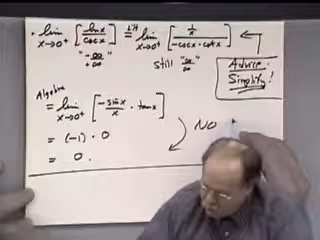 • lim x→0⁺ [ln x / csc x] L'H = lim x→0⁺ [1/x / −csc x · cot x] ←
"−∞/+∞" still "∞/∞"
Advice:
Simplify!
Algebra
= lim x→0⁺ [−sin x / x · tan x]
= (−1) · 0 No
= 0.